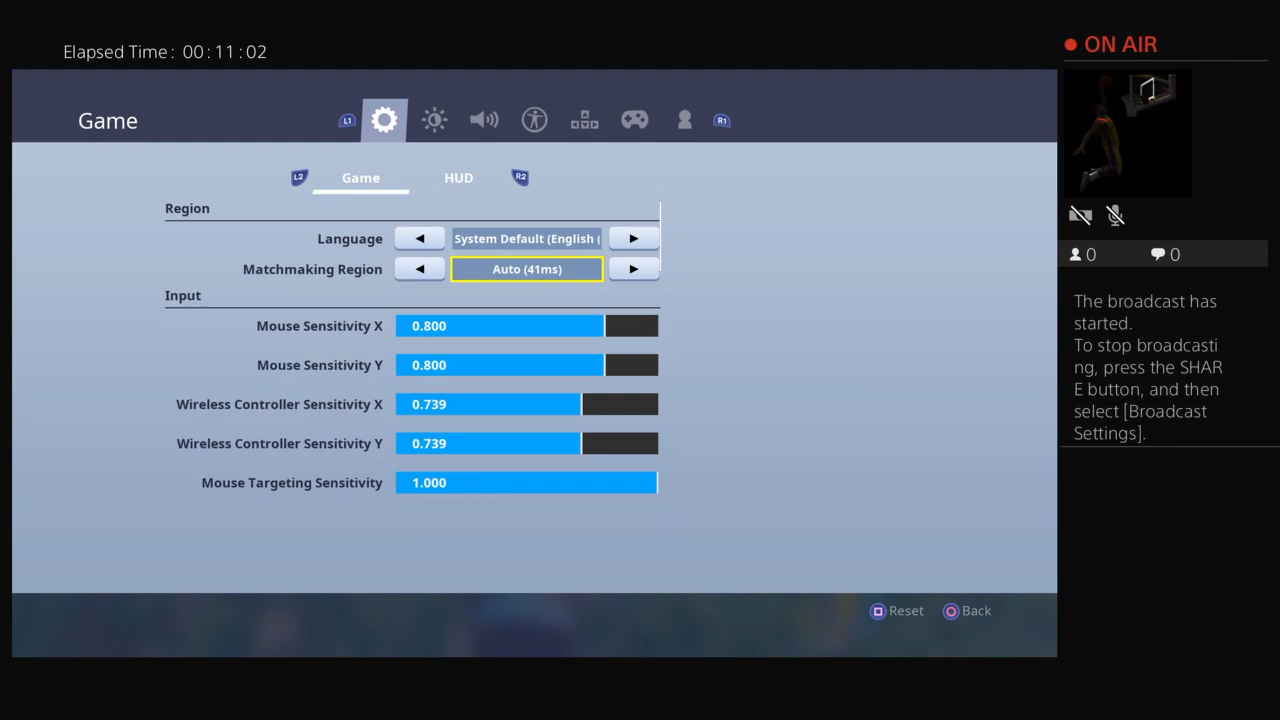 Elapsed Time: 00:11:02
ON AIR
Game
L1
R1
L2
Game
HUD
R2
Region
Language
System Default (English (
Matchmaking Region
Auto (41ms)
Input
Mouse Sensitivity X
0.800
Mouse Sensitivity Y
0.800
Wireless Controller Sensitivity X
0.739
Wireless Controller Sensitivity Y
0.739
Mouse Targeting Sensitivity
1.000
Reset
Back
0
0
The broadcast has
started.
To stop broadcasti
ng, press the SHAR
E button, and then
select [Broadcast
Settings].